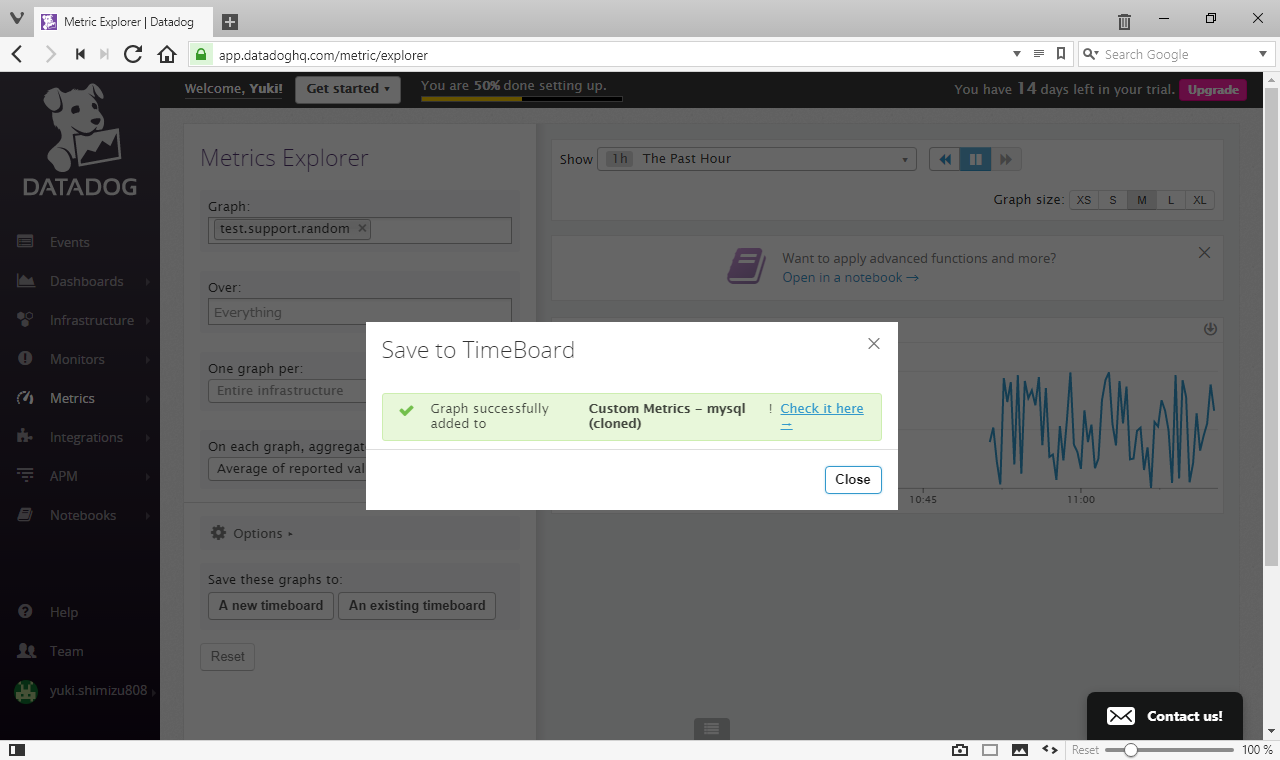 Metric Explorer | Datadog
app.datadoghq.com/metric/explorer
Search Google
DATADOG
Welcome, Yuki!
Get started
You are 50% done setting up.
You have 14 days left in your trial.
Upgrade
Events
Dashboards
Infrastructure
Monitors
Metrics
Integrations
APM
Notebooks
Help
Team
yuki.shimizu808
Metrics Explorer
Graph:
test.support.random ×
Over:
Everything
One graph per:
Entire infrastructure
On each graph, aggregat
Average of reported val
Options
Save these graphs to:
A new timeboard
An existing timeboard
Reset
Show
1h The Past Hour
Graph size:
XS S M L XL
Want to apply advanced functions and more?
Open in a notebook →
10:45
11:00
Save to TimeBoard
Graph successfully
added to
Custom Metrics – mysql
(cloned)
!
Check it here
→
Close
Contact us!
Reset
100 %